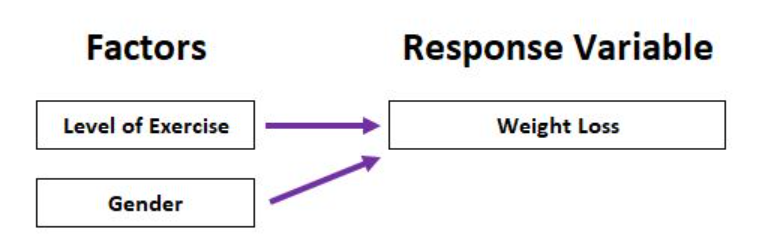 Factors
Response Variable
Level of Exercise
Weight Loss
Gender